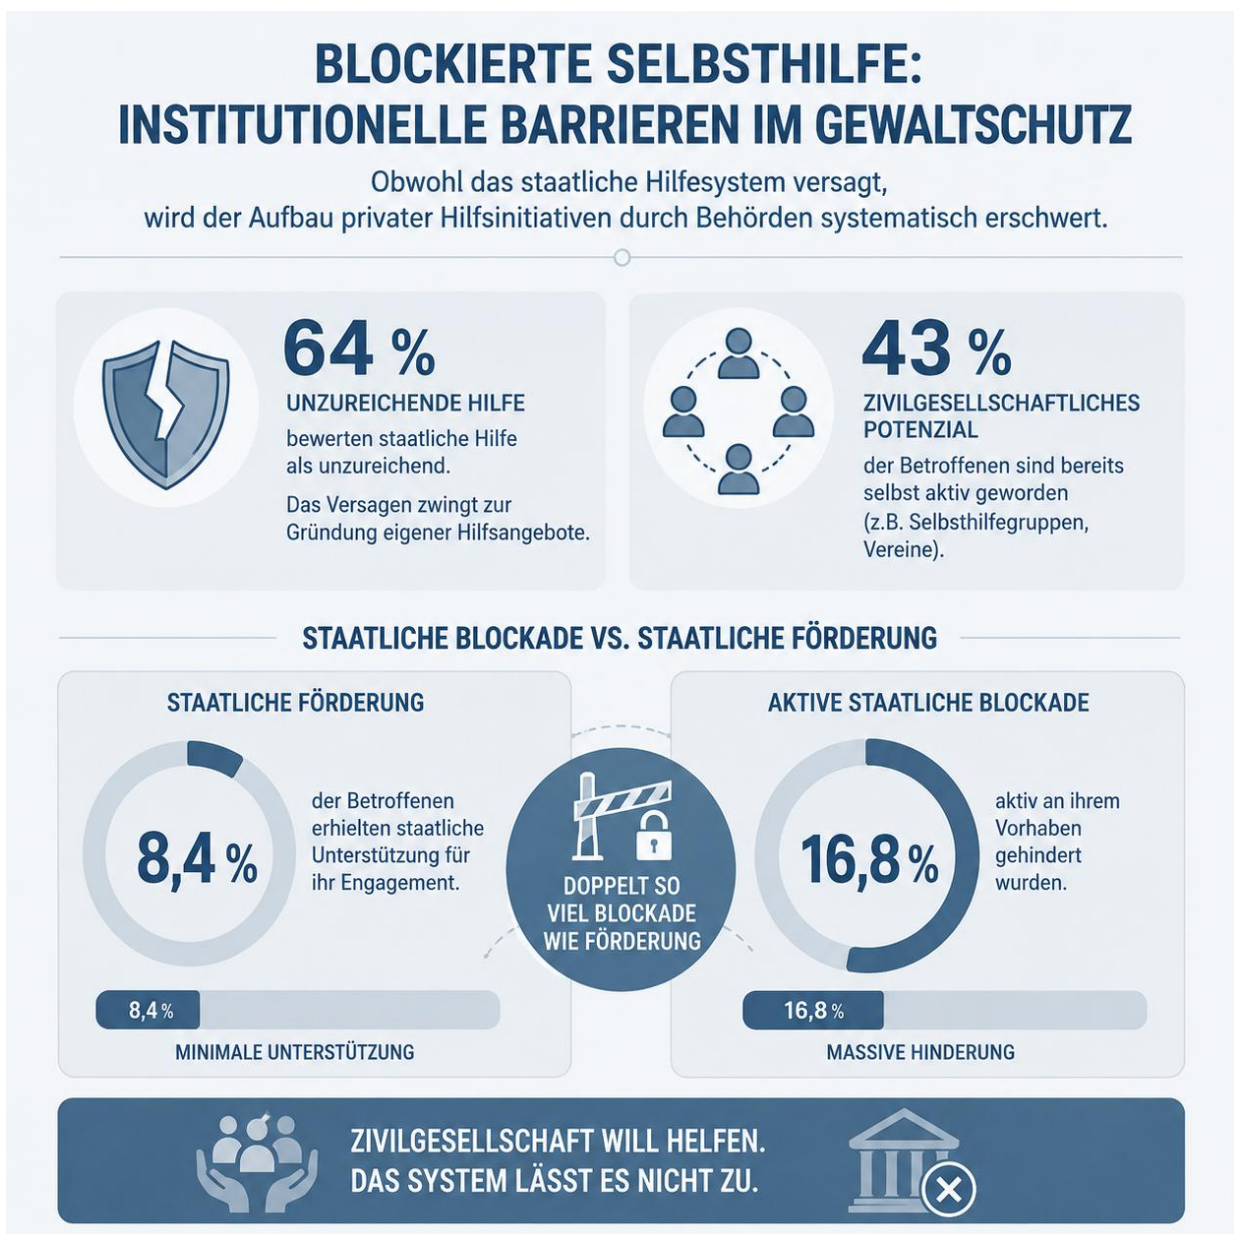 BLOCKIERTE SELBSTHILFE:
INSTITUTIONELLE BARRIEREN IM GEWALTSCHUTZ
Obwohl das staatliche Hilfesystem versagt,
wird der Aufbau privater Hilfsinitiativen durch Behörden systematisch erschwert.
64 %
UNZUREICHENDE HILFE
bewerten staatliche Hilfe
als unzureichend.
Das Versagen zwingt zur
Gründung eigener Hilfsangebote.
43 %
ZIVILGESELLSCHAFTLICHES
POTENZIAL
der Betroffenen sind bereits
selbst aktiv geworden
(z.B. Selbsthilfegruppen,
Vereine).
STAATLICHE BLOCKADE VS. STAATLICHE FÖRDERUNG
STAATLICHE FÖRDERUNG
8,4 %
der Betroffenen
erhielten staatliche
Unterstützung für
ihr Engagement.
8,4 %
MINIMALE UNTERSTÜTZUNG
DOPPELT SO
VIEL BLOCKADE
WIE FÖRDERUNG
AKTIVE STAATLICHE BLOCKADE
16,8 %
aktiv an ihrem
Vorhaben
gehindert
wurden.
16,8 %
MASSIVE HINDERUNG
ZIVILGESELLSCHAFT WILL HELFEN.
DAS SYSTEM LÄSST ES NICHT ZU.